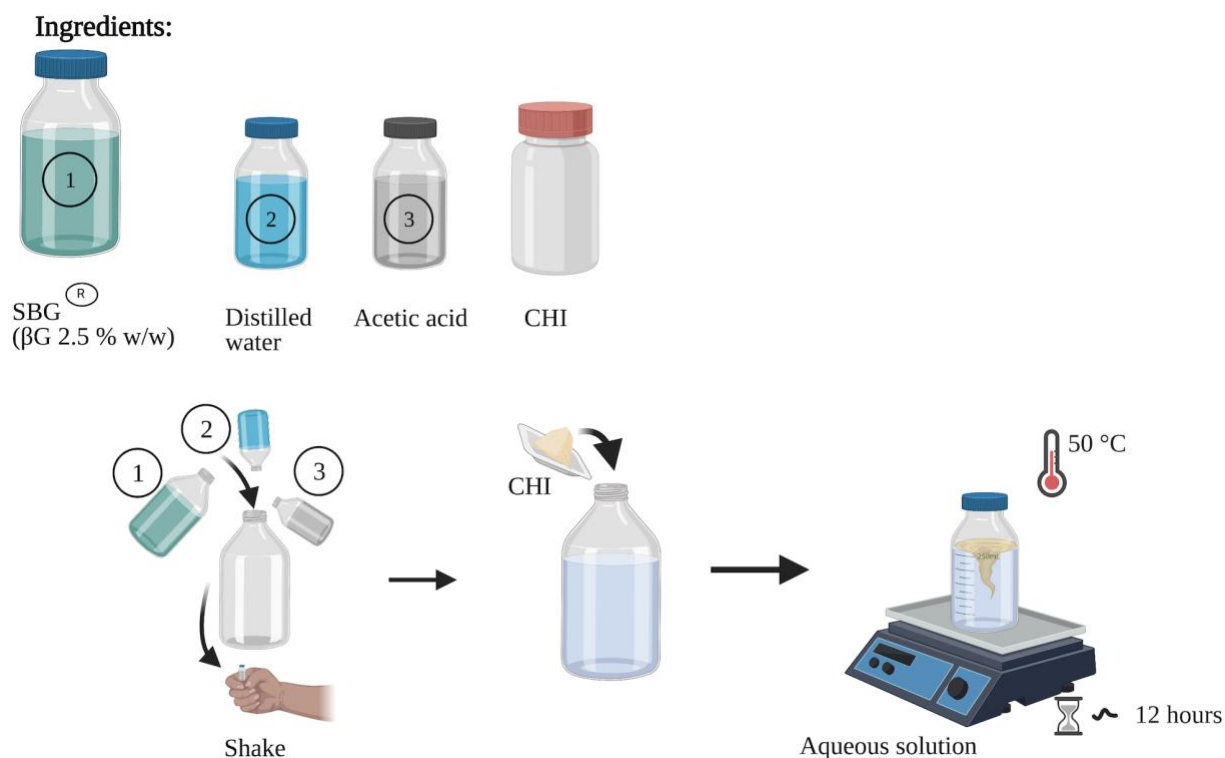 Ingredients:
1
2
3
SBG ®
(βG 2.5 % w/w)
Distilled
water
Acetic acid
CHI
1
2
3
Shake
CHI
50 °C
250mL
Aqueous solution
12 hours